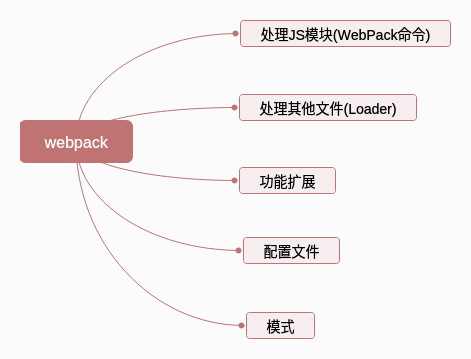 处理JS模块(WebPack命令)
处理其他文件(Loader)
webpack
功能扩展
配置文件
模式